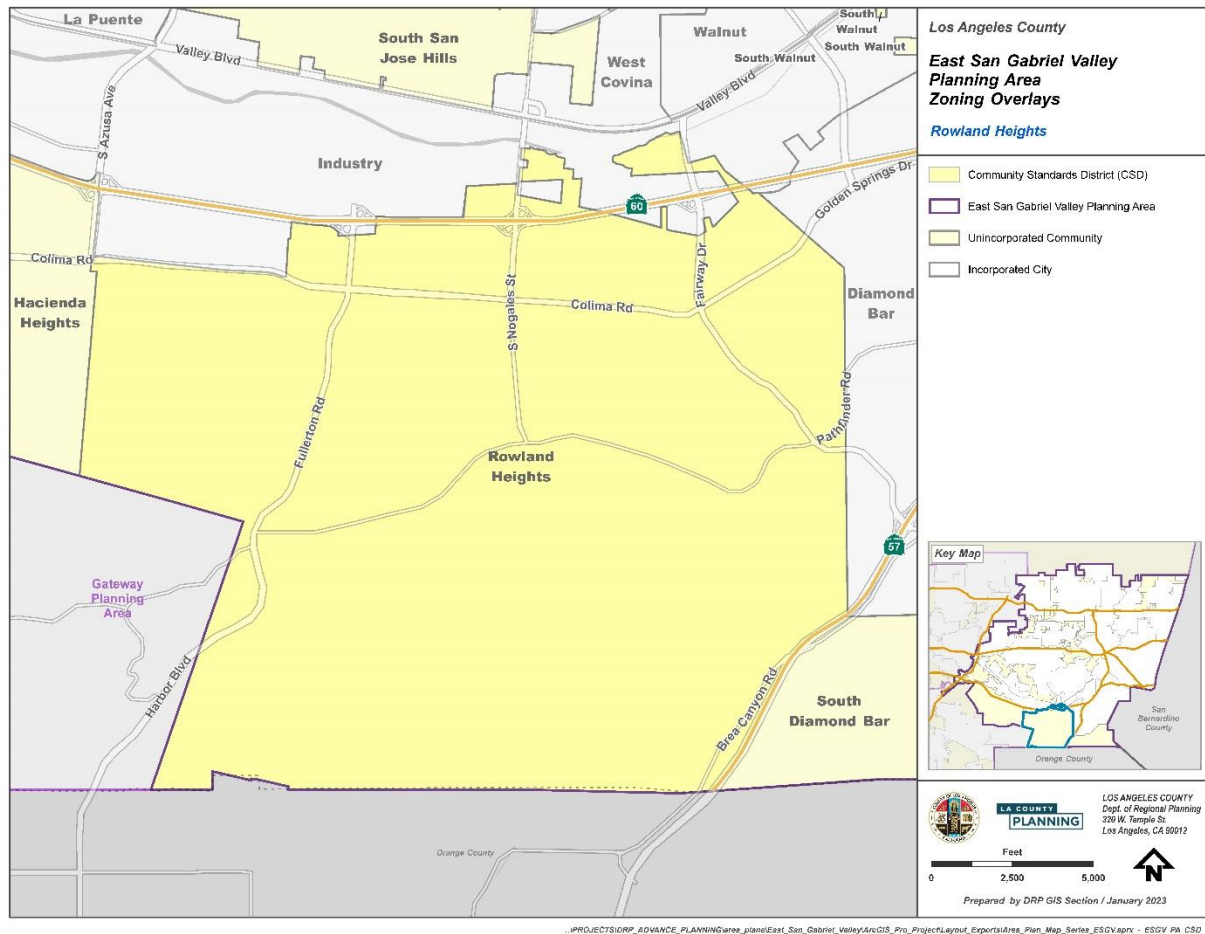 Los Angeles County
East San Gabriel Valley
Planning Area
Zoning Overlays
Rowland Heights
Community Standards District (CSD)
East San Gabriel Valley Planning Area
Unincorporated Community
Incorporated City
La Puente
Valley Blvd
South San
Jose Hills
West
Covina
Walnut
South Walnut
South
Walnut
South Walnut
Valley Blvd
S Azusa Ave
Industry
60
Golden Springs Dr
Colima Rd
Hacienda
Heights
Colima Rd
S Nogales St
Fairway Dr
Diamond
Bar
Fullerton Rd
Pathfinder Rd
Rowland
Heights
57
Gateway
Planning
Area
Harbor Blvd
Brea Canyon Rd
South
Diamond Bar
Orange County
Key Map
San
Bernardino
County
Orange County
LA COUNTY
PLANNING
LOS ANGELES COUNTY
Dept. of Regional Planning
320 W. Temple St.
Los Angeles, CA 90012
Feet
0 2,500 5,000
N
Prepared by DRP GIS Section / January 2023